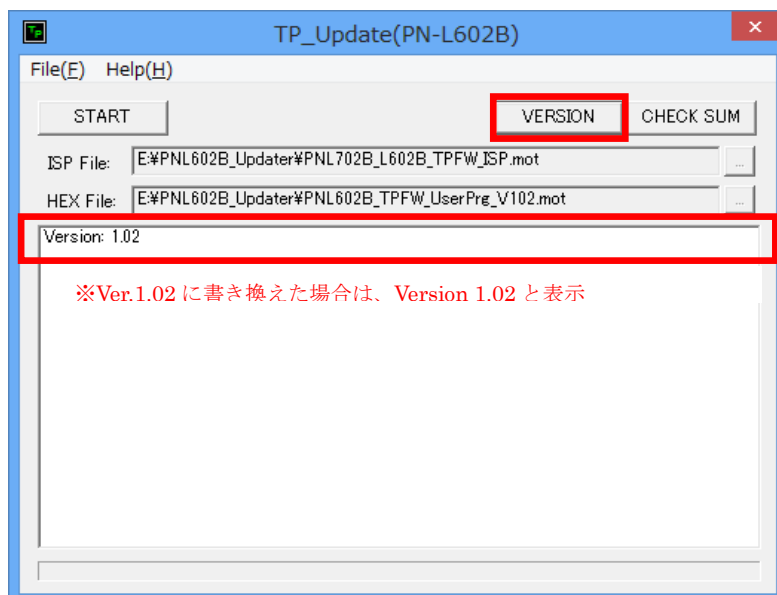 TP_Update(PN-L602B)
File(F) Help(H)
START VERSION CHECK SUM
ISP File: E:¥PNL602B_Updater¥PNL702B_L602B_TPFW_ISP.mot ...
HEX File: E:¥PNL602B_Updater¥PNL602B_TPFW_UserPrg_V102.mot ...
Version: 1.02
※Ver.1.02 に書き換えた場合は、Version 1.02 と表示